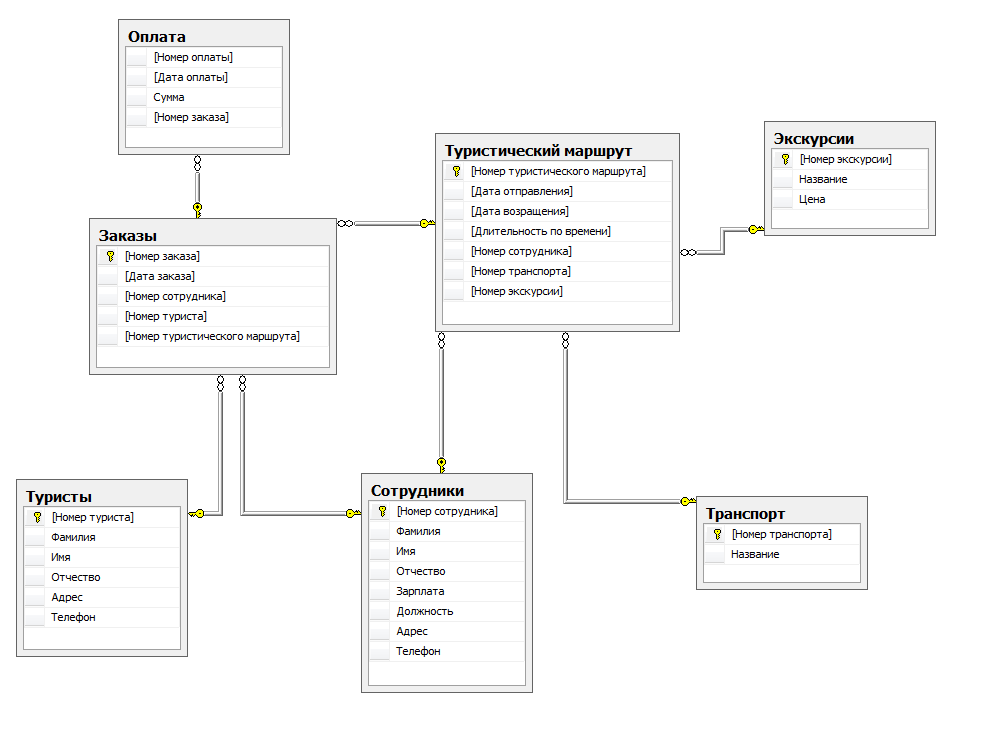 Оплата
[Номер оплаты]
[Дата оплаты]
Сумма
[Номер заказа]
Туристический маршрут
[Номер туристического маршрута]
[Дата отправления]
[Дата возращения]
[Длительность по времени]
[Номер сотрудника]
[Номер транспорта]
[Номер экскурсии]
Экскурсии
[Номер экскурсии]
Название
Цена
Заказы
[Номер заказа]
[Дата заказа]
[Номер сотрудника]
[Номер туриста]
[Номер туристического маршрута]
Туристы
[Номер туриста]
Фамилия
Имя
Отчество
Адрес
Телефон
Сотрудники
[Номер сотрудника]
Фамилия
Имя
Отчество
Зарплата
Должность
Адрес
Телефон
Транспорт
[Номер транспорта]
Название